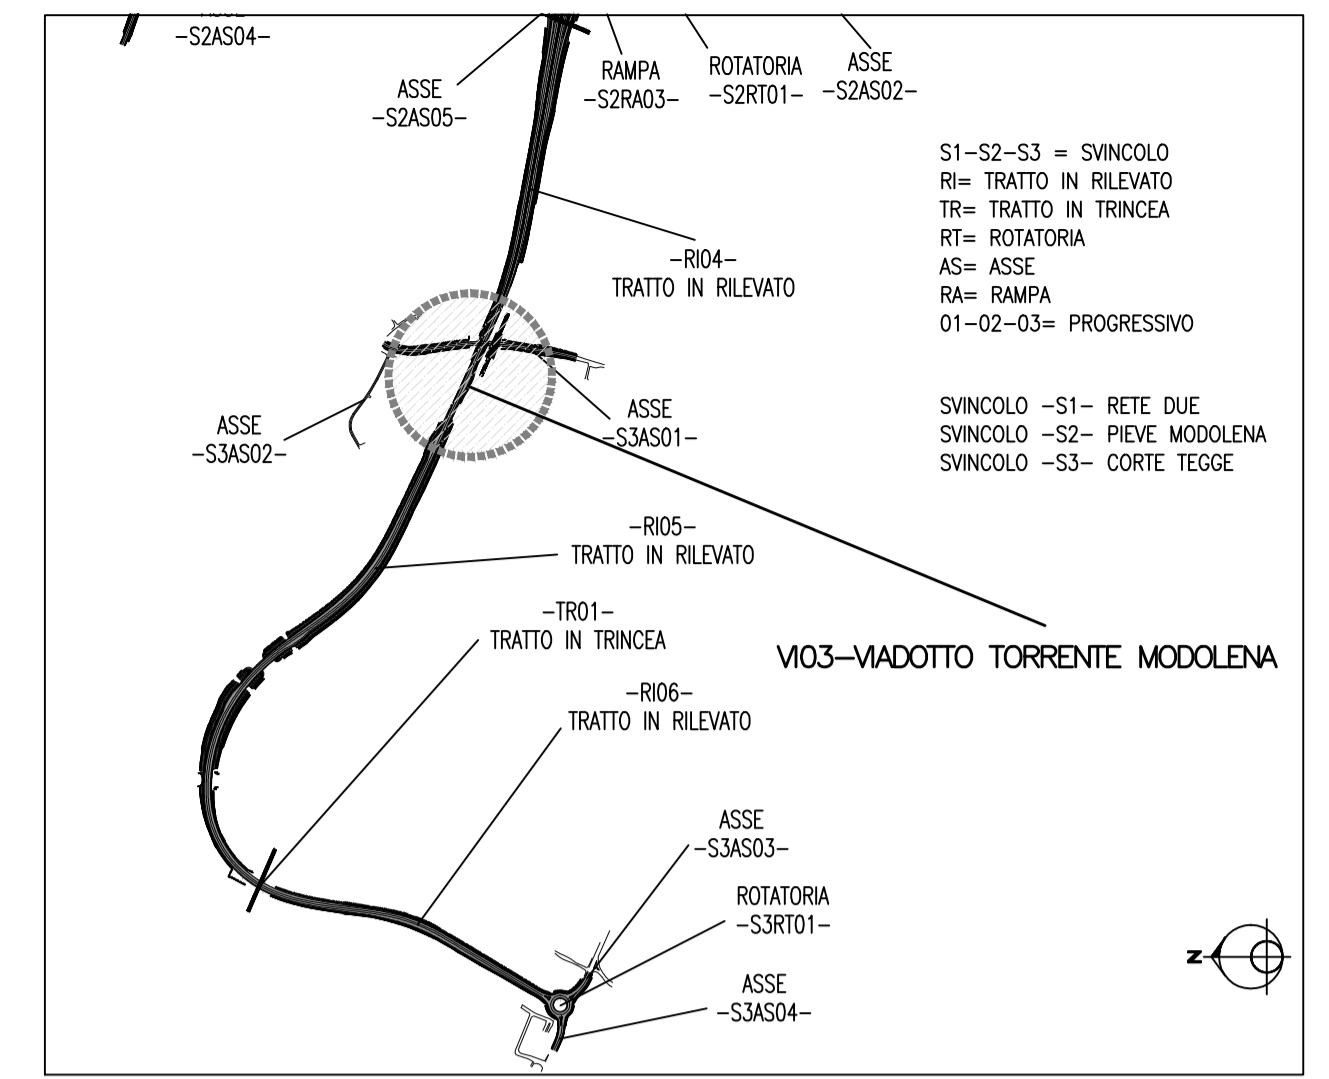 -S2AS04-
ASSE
-S2AS05-
RAMPA
-S2RA03-
ROTATORIA
-S2RT01-
ASSE
-S2AS02-
S1-S2-S3 = SVINCOLO
RI= TRATTO IN RILEVATO
TR= TRATTO IN TRINCEA
RT= ROTATORIA
AS= ASSE
RA= RAMPA
01-02-03= PROGRESSIVO
-RI04-
TRATTO IN RILEVATO
ASSE
-S3AS01-
ASSE
-S3AS02-
SVINCOLO -S1- RETE DUE
SVINCOLO -S2- PIEVE MODOLENA
SVINCOLO -S3- CORTE TEGGE
-RI05-
TRATTO IN RILEVATO
-TR01-
TRATTO IN TRINCEA
VI03-VIADOTTO TORRENTE MODOLENA
-RI06-
TRATTO IN RILEVATO
ASSE
-S3AS03-
ROTATORIA
-S3RT01-
N
ASSE
-S3AS04-